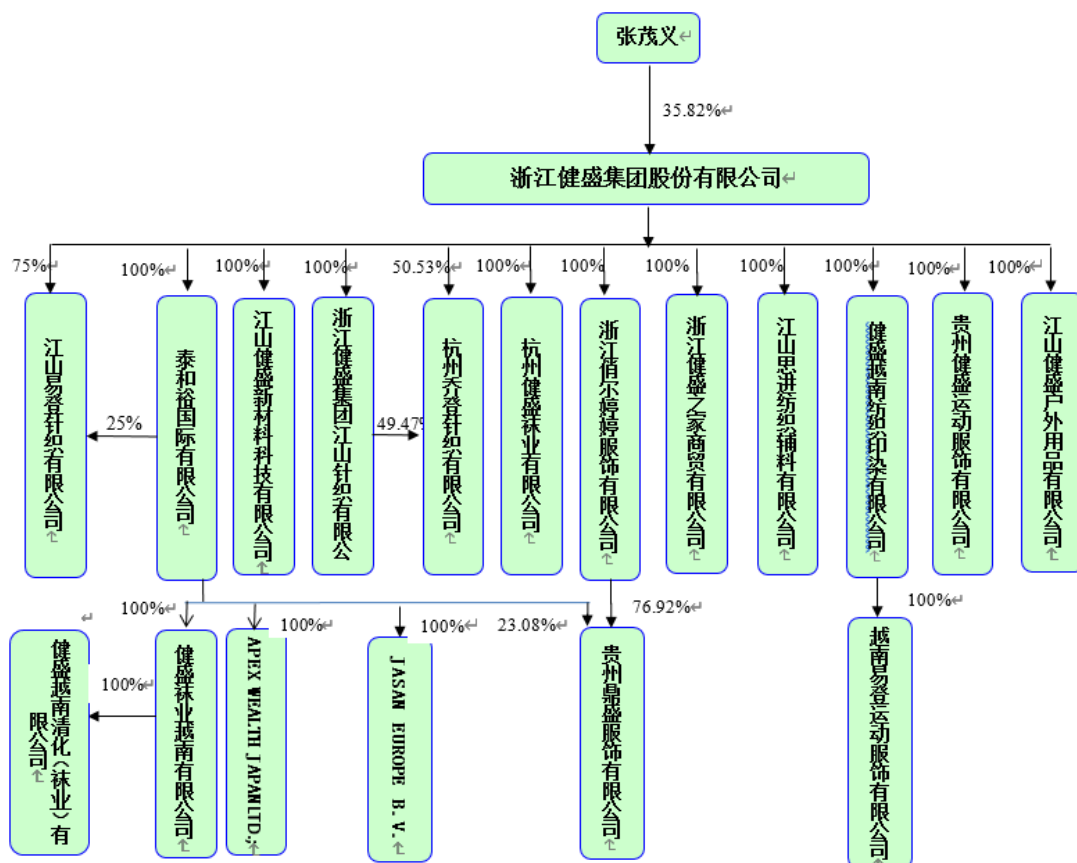 张茂义
35.82%
浙江健盛集团股份有限公司
75%
100%
100%
100%
50.53%
100%
100%
100%
100%
100%
100%
100%
江山易登针织有限公司
泰和裕国际有限公司
江山健盛新材料科技有限公司
浙江健盛集团江山针织有限公
杭州乔登针织有限公司
杭州健盛袜业有限公司
浙江俏尔婷婷服饰有限公司
浙江健盛之家商贸有限公司
江山思进纺织辅料有限公司
健盛越南纺织印染有限公司
贵州健盛运动服饰有限公司
江山健盛户外用品有限公司
25%
49.47%
100%
100%
100%
23.08%
76.92%
100%
100%
健盛越南清化（袜业）有
限公司
健盛袜业越南有限公司
APEX WEALTH JAPANLTD.;
JASAN EUROPE B.V.
贵州鼎盛服饰有限公司
越南易登运动服饰有限公司